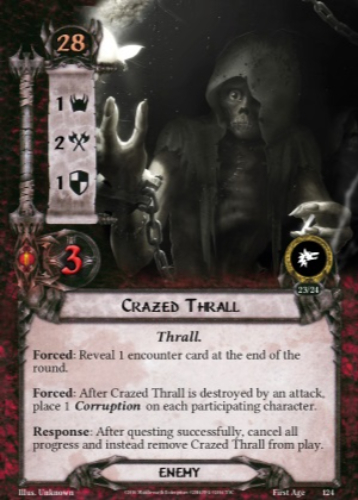 28
1
2
1
3
23/24
CRAZED THRALL
Thrall.
Forced: Reveal 1 encounter card at the end of the
round.
Forced: After Crazed Thrall is destroyed by an attack,
place 1 Corruption on each participating character.
Response: After questing successfully, cancel all
progress and instead remove Crazed Thrall from play.
ENEMY
Illus. Unknown
First Age
124